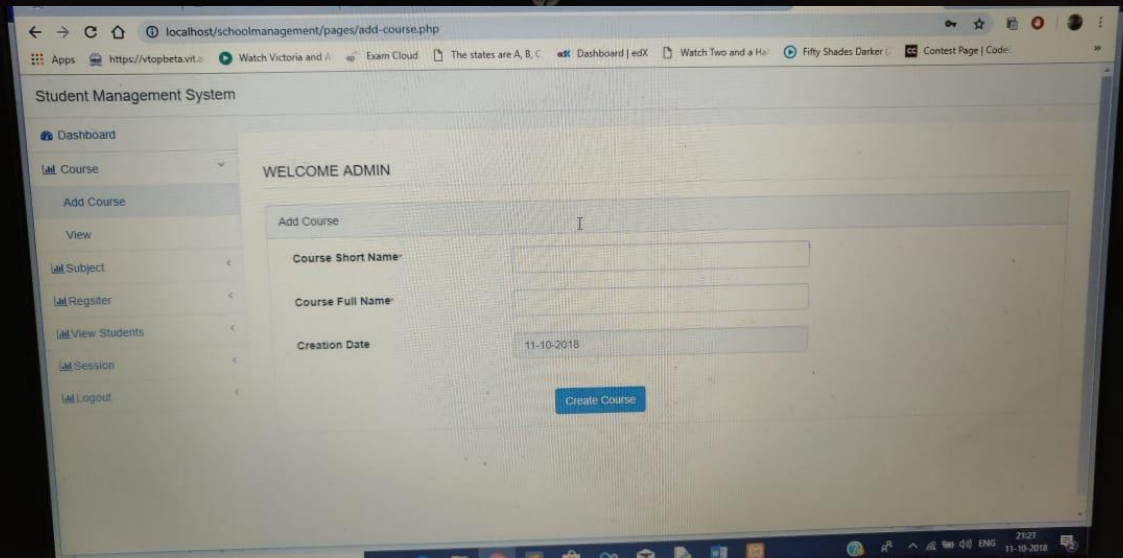 localhost/schoolmanagement/pages/add-course.php
Apps https://vtopbeta.vit.a Watch Victoria and A Exam Cloud The states are A, B, C edX Dashboard | edX Watch Two and a Ha Fifty Shades Darker ( CC Contest Page | Code
Student Management System
Dashboard
Course
Add Course
View
Subject
Regsiter
View Students
Session
Logout
WELCOME ADMIN
Add Course
Course Short Name*
Course Full Name*
Creation Date 11-10-2018
Create Course
ENG 21:21
11-10-2018